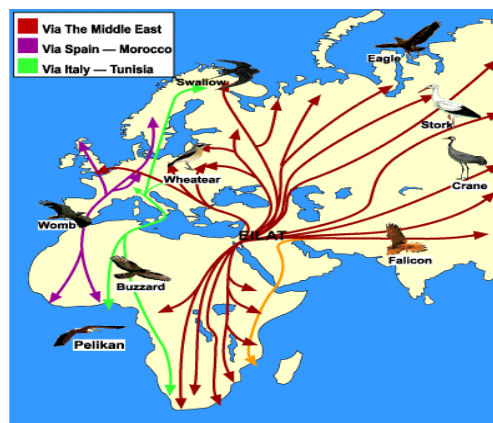 Via The Middle East
Via Spain — Morocco
Via Italy — Tunisia
Eagle
Swallow
Stork
Wheatear
Crane
Womb
EILAT
Falicon
Buzzard
Pelikan